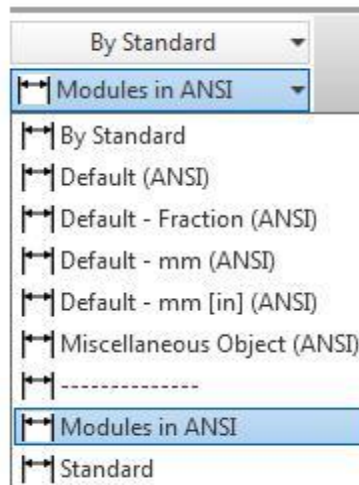 By Standard
Modules in ANSI
By Standard
Default (ANSI)
Default - Fraction (ANSI)
Default - mm (ANSI)
Default - mm [in] (ANSI)
Miscellaneous Object (ANSI)
--------------
Modules in ANSI
Standard